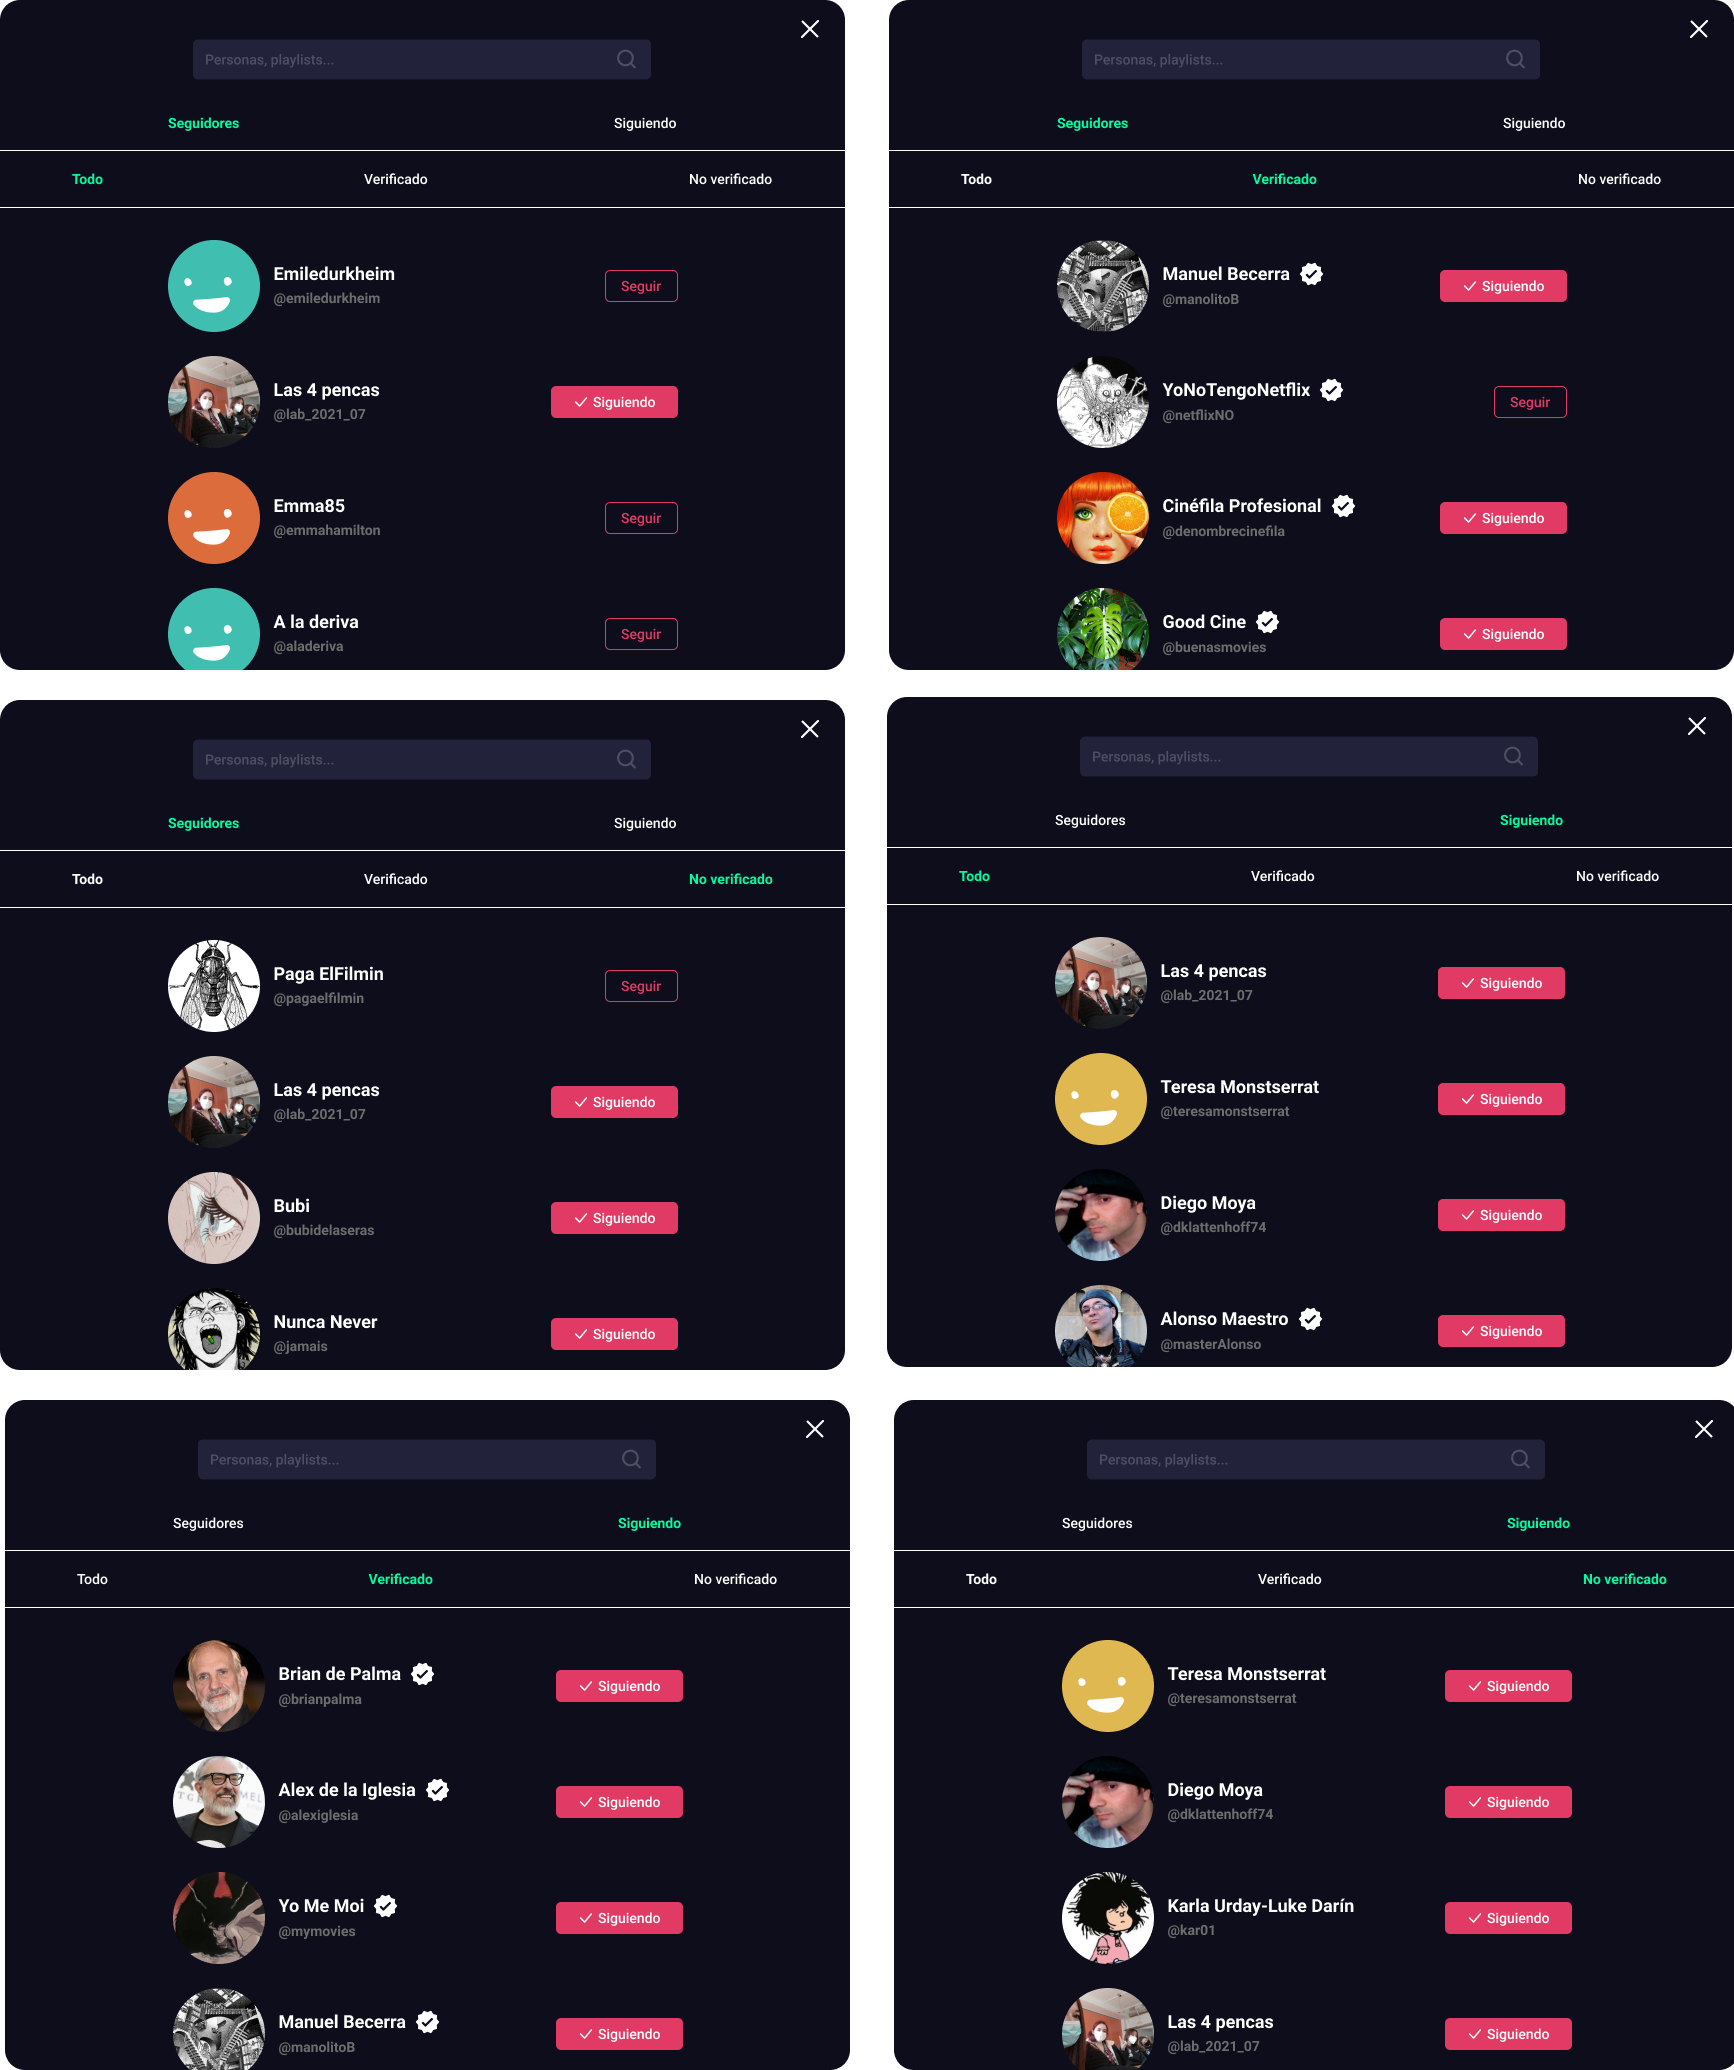 Personas, playlists...
Seguidores Siguiendo
Todo Verificado No verificado
Emiledurkheim
@emiledurkheim
Seguir
Las 4 pencas
@lab_2021_07
Siguiendo
Emma85
@emmahamilton
Seguir
A la deriva
@aladeriva
Seguir
Personas, playlists...
Seguidores Siguiendo
Todo Verificado No verificado
Manuel Becerra
@manolitoB
Siguiendo
YoNoTengoNetflix
@netflixNO
Seguir
Cinéfila Profesional
@denombrecinefila
Siguiendo
Good Cine
@buenasmovies
Siguiendo
Personas, playlists...
Seguidores Siguiendo
Todo Verificado No verificado
Paga ElFilmin
@pagaelfilmin
Seguir
Las 4 pencas
@lab_2021_07
Siguiendo
Bubi
@bubidelaseras
Siguiendo
Nunca Never
@jamais
Siguiendo
Personas, playlists...
Seguidores Siguiendo
Todo Verificado No verificado
Las 4 pencas
@lab_2021_07
Siguiendo
Teresa Monstserrat
@teresamonstserrat
Siguiendo
Diego Moya
@dklattenhoff74
Siguiendo
Alonso Maestro
@masterAlonso
Siguiendo
Personas, playlists...
Seguidores Siguiendo
Todo Verificado No verificado
Brian de Palma
@brianpalma
Siguiendo
Alex de la Iglesia
@alexiglesia
Siguiendo
Yo Me Moi
@mymovies
Siguiendo
Manuel Becerra
@manolitoB
Siguiendo
Personas, playlists...
Seguidores Siguiendo
Todo Verificado No verificado
Teresa Monstserrat
@teresamonstserrat
Siguiendo
Diego Moya
@dklattenhoff74
Siguiendo
Karla Urday-Luke Darín
@kar01
Siguiendo
Las 4 pencas
@lab_2021_07
Siguiendo